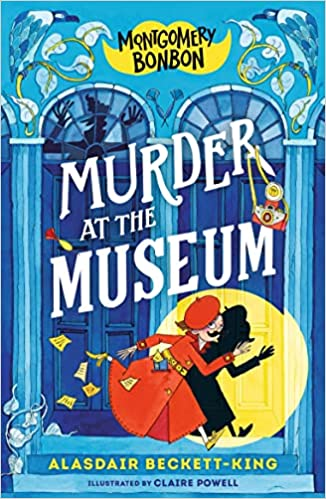 MONTGOMERY
BONBON
MURDER
AT THE
MUSEUM
ALASDAIR BECKETT-KING
ILLUSTRATED BY CLAIRE POWELL